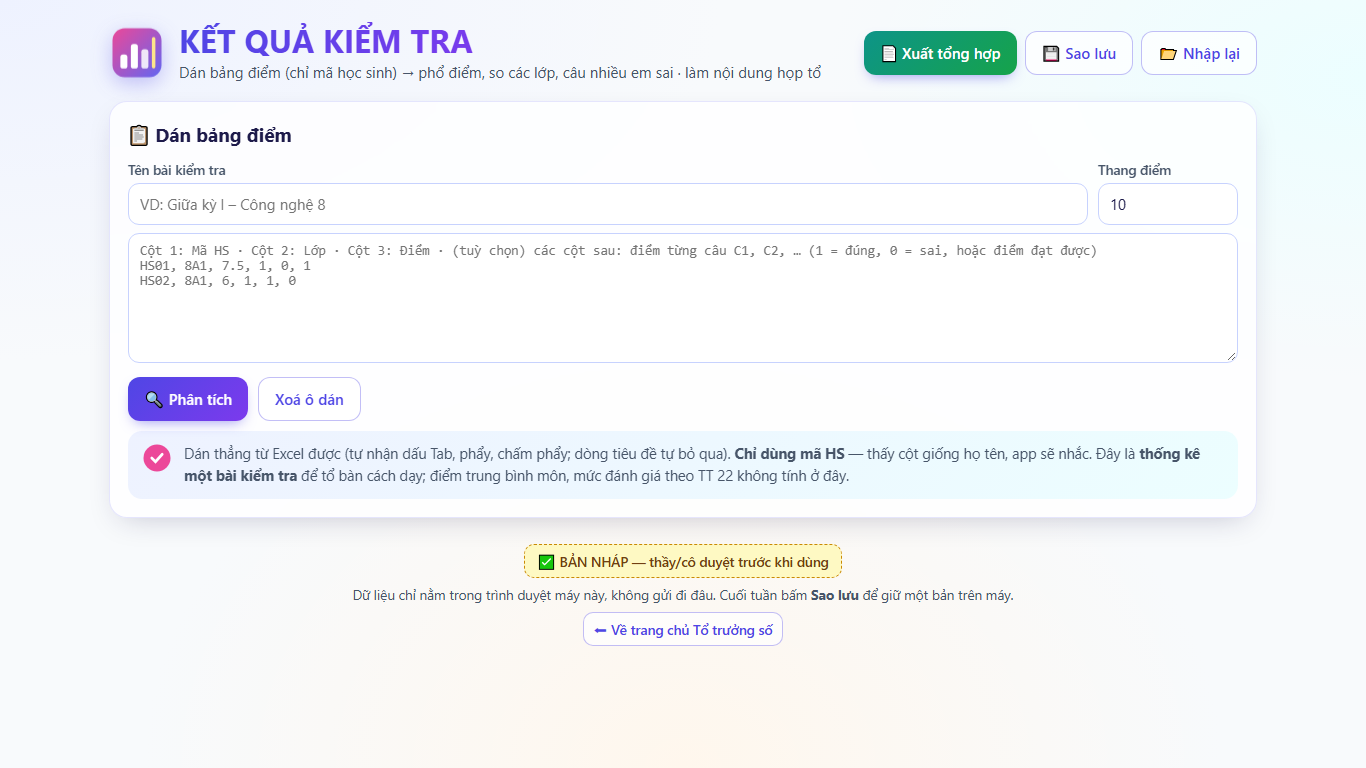 KẾT QUẢ KIỂM TRA
Dán bảng điểm (chỉ mã học sinh) → phổ điểm, so các lớp, câu nhiều em sai · làm nội dung họp tổ
📄 Xuất tổng hợp
💾 Sao lưu
📂 Nhập lại
📋 Dán bảng điểm
Tên bài kiểm tra
Thang điểm
VD: Giữa kỳ I – Công nghệ 8
10
Cột 1: Mã HS · Cột 2: Lớp · Cột 3: Điểm · (tuỳ chọn) các cột sau: điểm từng câu C1, C2, … (1 = đúng, 0 = sai, hoặc điểm đạt được)
HS01, 8A1, 7.5, 1, 0, 1
HS02, 8A1, 6, 1, 1, 0
🔍 Phân tích
Xoá ô dán
Dán thẳng từ Excel được (tự nhận dấu Tab, phẩy, chấm phẩy; dòng tiêu đề tự bỏ qua). Chỉ dùng mã HS — thấy cột giống họ tên, app sẽ nhắc. Đây là thống kê
một bài kiểm tra để tổ bàn cách dạy; điểm trung bình môn, mức đánh giá theo TT 22 không tính ở đây.
✅ BẢN NHÁP — thầy/cô duyệt trước khi dùng
Dữ liệu chỉ nằm trong trình duyệt máy này, không gửi đi đâu. Cuối tuần bấm Sao lưu để giữ một bản trên máy.
⬅ Về trang chủ Tổ trưởng số